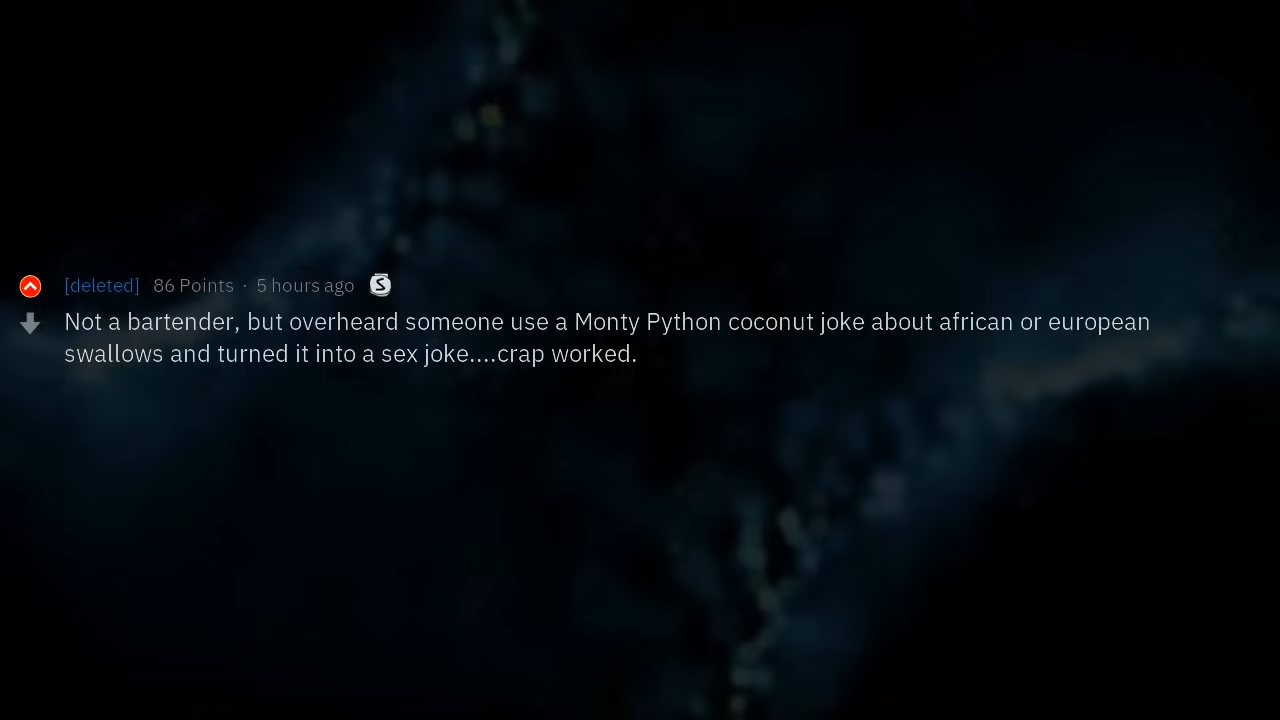 [deleted] 86 Points · 5 hours ago S
Not a bartender, but overheard someone use a Monty Python coconut joke about african or european
swallows and turned it into a sex joke....crap worked.